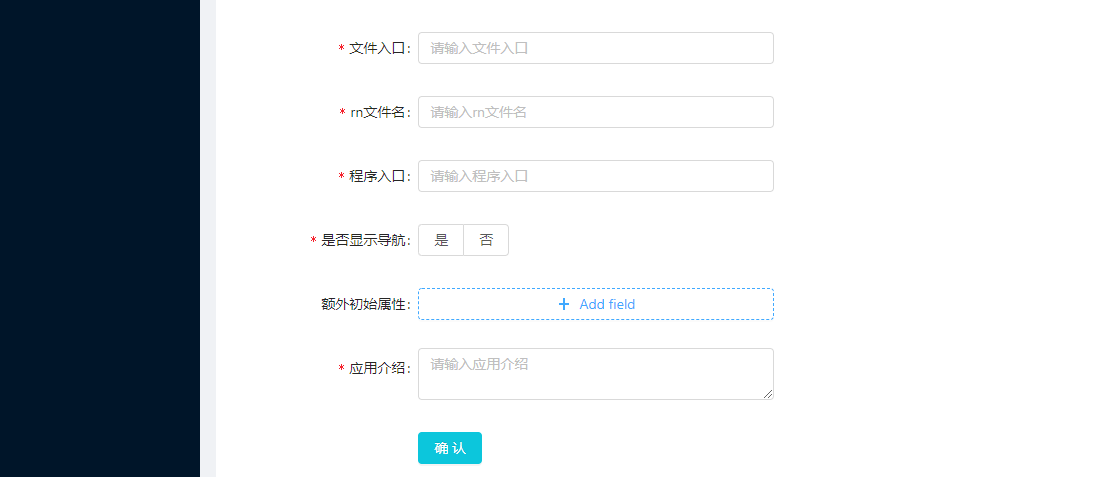 * 文件入口: 请输入文件入口
* rn文件名: 请输入rn文件名
* 程序入口: 请输入程序入口
* 是否显示导航: 是 否
额外初始属性: + Add field
* 应用介绍: 请输入应用介绍
确 认